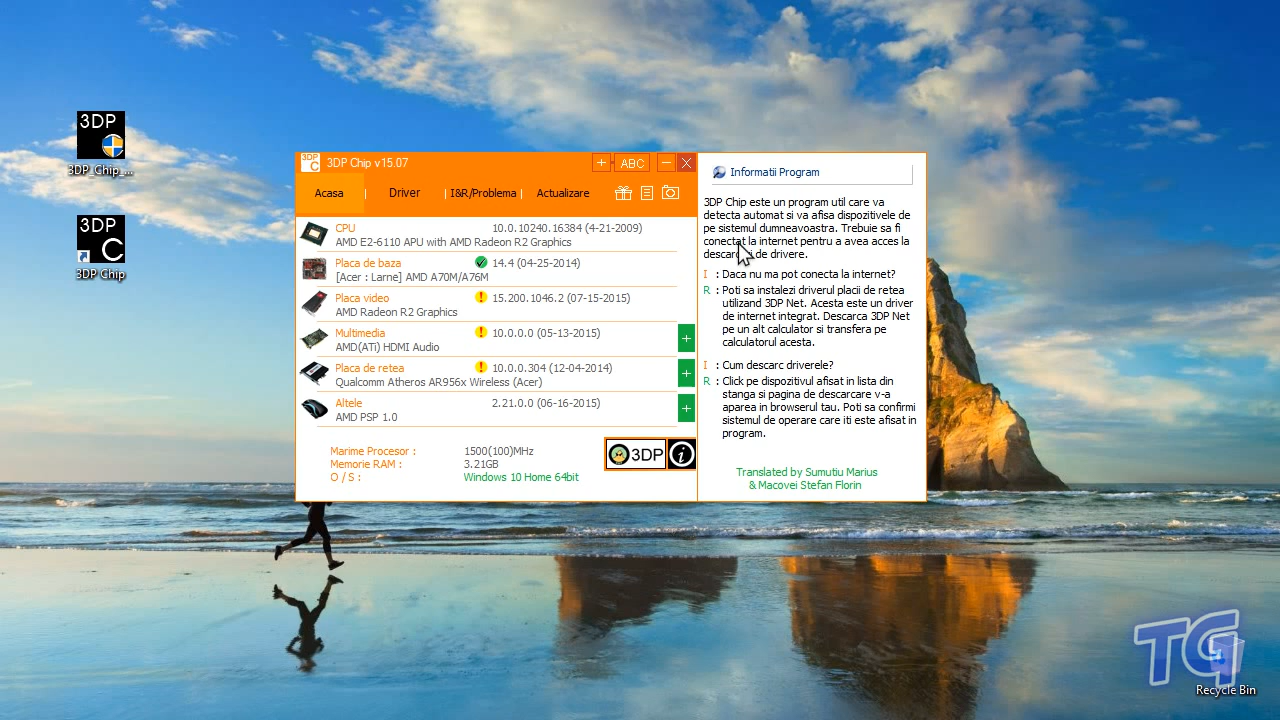 3DP
3DP_Chip_...
3DP
C
3DP Chip
3DP
C
3DP Chip v15.07
+
ABC
Acasa
Driver
I&R/Problema
Actualizare
CPU
10.0.10240.16384 (4-21-2009)
AMD E2-6110 APU with AMD Radeon R2 Graphics
Placa de baza
14.4 (04-25-2014)
[Acer : Larne] AMD A70M/A76M
Placa video
15.200.1046.2 (07-15-2015)
AMD Radeon R2 Graphics
Multimedia
10.0.0.0 (05-13-2015)
AMD(ATi) HDMI Audio
+
Placa de retea
10.0.0.304 (12-04-2014)
Qualcomm Atheros AR956x Wireless (Acer)
+
Altele
2.21.0.0 (06-16-2015)
AMD PSP 1.0
+
Marime Procesor :
1500(100)MHz
Memorie RAM :
3.21GB
O / S :
Windows 10 Home 64bit
3DP
i
Informatii Program
3DP Chip este un program util care va
detecta automat si vti afisa dispozitivele de
pe sistemul dumneavoastra. Trebuie sa fi
conectat la internet pentru a avea acces la
de drivere.
I : Daca nu ma pot conecta la internet?
R : Poti sa instalezi driverul placii de retea
utilizand 3DP Net. Acesta este un driver
de internet integrat. Descarca 3DP Net
pe un alt calculator si transfera pe
calculatorul acesta.
I : Cum descarc driverele?
R : Click pe dispozitivul afisat in lista din
stanga si pagina de descarcare v-a
aparea in browserul tau. Poti sa confirmi
sistemul de operare care iti este afisat in
program.
Translated by Sumutiu Marius
& Macovei Stefan Florin
TG
Recycle Bin